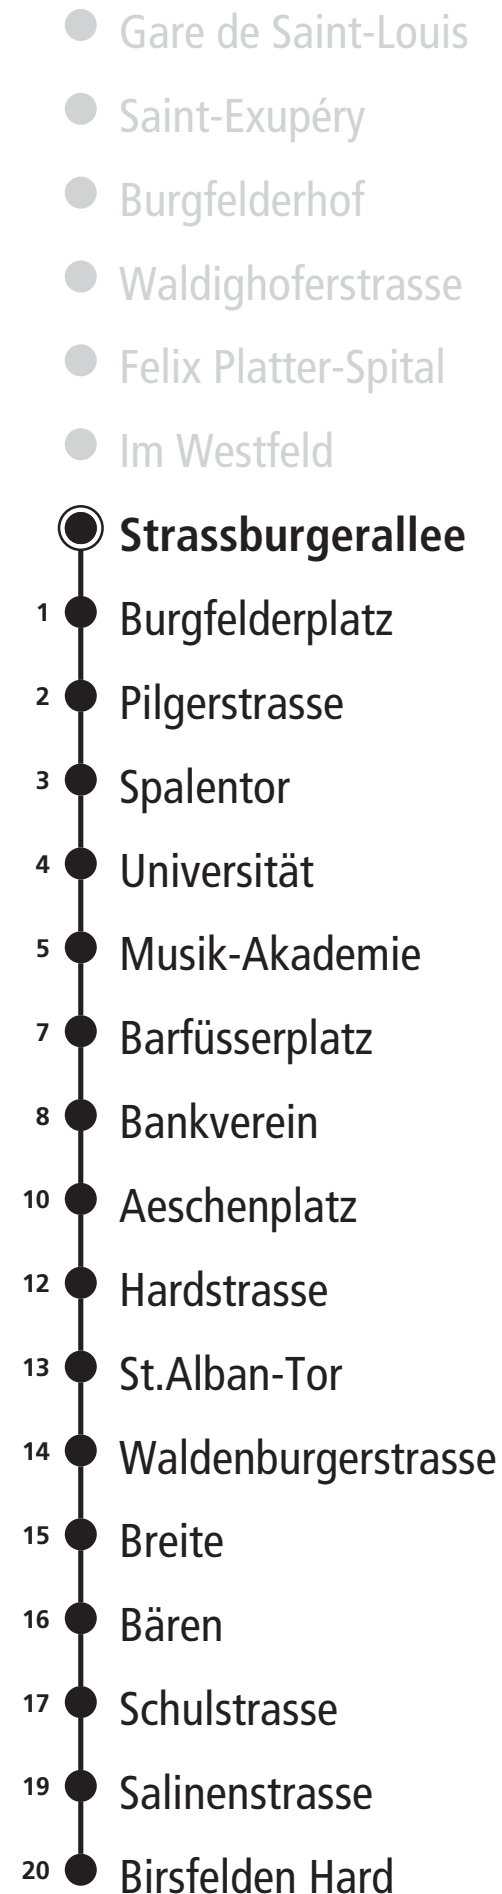 Gare de Saint-Louis
Saint-Exupéry
Burgfelderhof
Waldighoferstrasse
Felix Platter-Spital
Im Westfeld
Strassburgerallee
1 Burgfelderplatz
2 Pilgerstrasse
3 Spalentor
4 Universität
5 Musik-Akademie
7 Barfüsserplatz
8 Bankverein
10 Aeschenplatz
12 Hardstrasse
13 St.Alban-Tor
14 Waldenburgerstrasse
15 Breite
16 Bären
17 Schulstrasse
19 Salinenstrasse
20 Birsfelden Hard